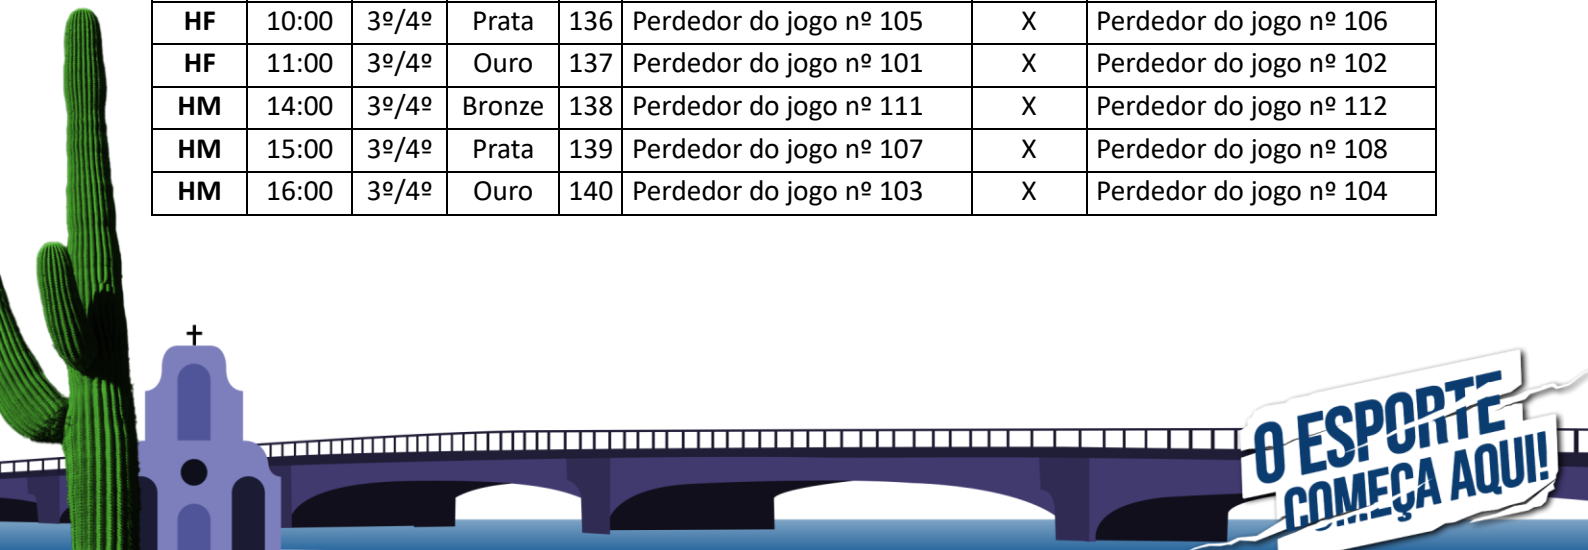 HF 10:00 3º/4º Prata 136 Perdedor do jogo nº 105 X Perdedor do jogo nº 106
HF 11:00 3º/4º Ouro 137 Perdedor do jogo nº 101 X Perdedor do jogo nº 102
HM 14:00 3º/4º Bronze 138 Perdedor do jogo nº 111 X Perdedor do jogo nº 112
HM 15:00 3º/4º Prata 139 Perdedor do jogo nº 107 X Perdedor do jogo nº 108
HM 16:00 3º/4º Ouro 140 Perdedor do jogo nº 103 X Perdedor do jogo nº 104
O ESPORTE
COMEÇA AQUI!